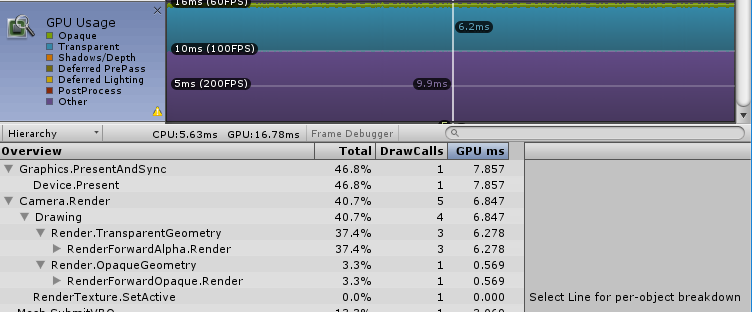 16ms (60FPS)
GPU Usage
Opaque
Transparent
Shadows/Depth
Deferred PrePass
Deferred Lighting
PostProcess
Other
6.2ms
10ms (100FPS)
5ms (200FPS)
9.9ms
Hierarchy CPU:5.63ms GPU:16.78ms Frame Debugger
Overview Total DrawCalls GPU ms
Graphics.PresentAndSync 46.8% 1 7.857
Device.Present 46.8% 1 7.857
Camera.Render 40.7% 5 6.847
Drawing 40.7% 4 6.847
Render.TransparentGeometry 37.4% 3 6.278
RenderForwardAlpha.Render 37.4% 3 6.278
Render.OpaqueGeometry 3.3% 1 0.569
RenderForwardOpaque.Render 3.3% 1 0.569
RenderTexture.SetActive 0.0% 1 0.000 Select Line for per-object breakdown